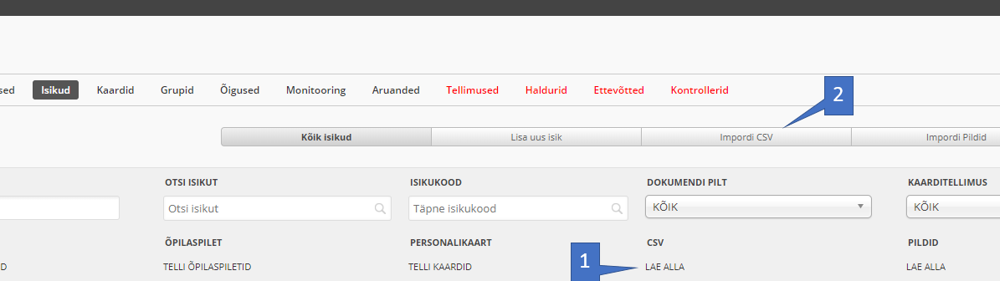 sed Isikud Kaardid Grupid Õigused Monitooring Aruanded Tellimused Haldurid Ettevõtted Kontrollerid
2
Kõik isikud Lisa uus isik Impordi CSV Impordi Pildid
OTSI ISIKUT ISIKUKOOD DOKUMENDI PILT KAARDITELLIMUS
Otsi isikut Täpne isikukood KÕIK KÕIK
ÕPILASPILET PERSONALIKAART CSV PILDID
1
D TELLI ÕPILASPILETID TELLI KAARDID LAE ALLA LAE ALLA